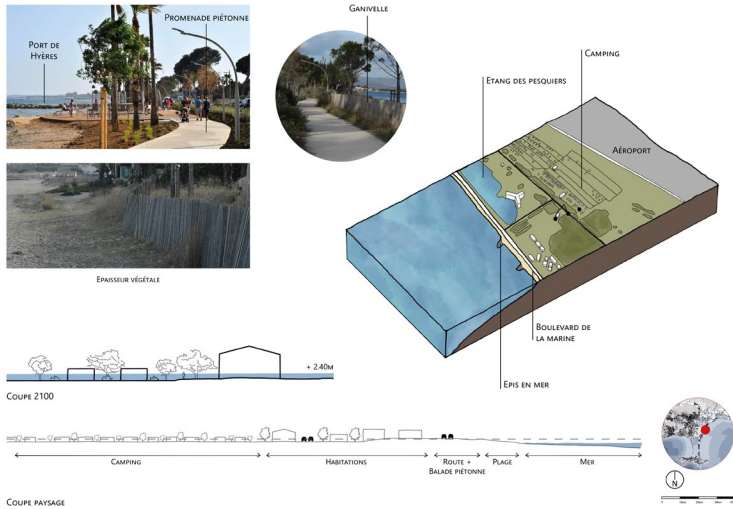 Promenade piétonne
Port de
Hyères
Ganivelle
Camping
Etang des pesquiers
Aéroport
Epaisseur végétale
Boulevard de
la marine
Epis en mer
+ 2.40m
Coupe 2100
Camping
Habitations
Route +
Balade piétonne
Plage
Mer
N
Coupe paysage